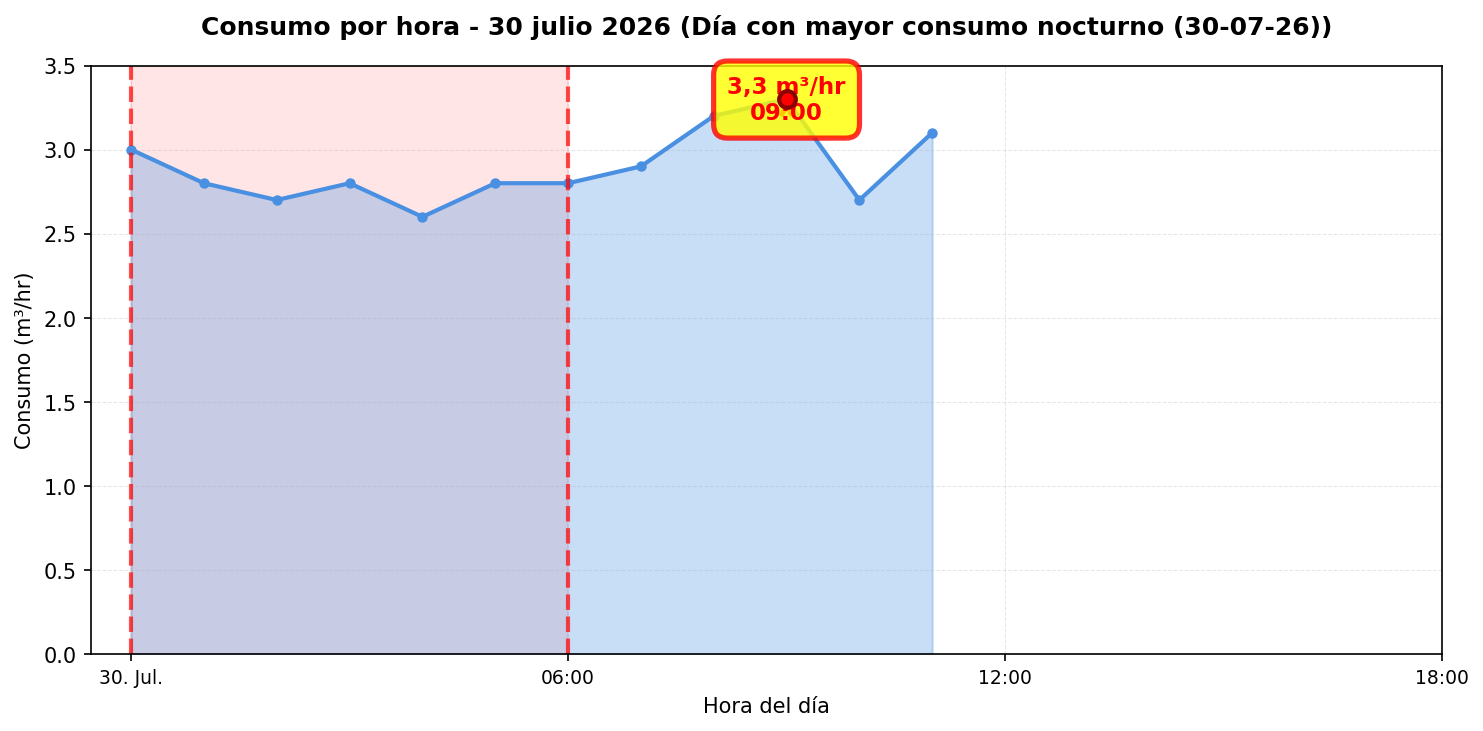 Consumo por hora - 30 julio 2026 (Día con mayor consumo nocturno (30-07-26))
3,3 m³/hr
09:00
3.5
3.0
2.5
2.0
1.5
1.0
0.5
0.0
Consumo (m³/hr)
30. Jul.
06:00
12:00
18:00
Hora del día